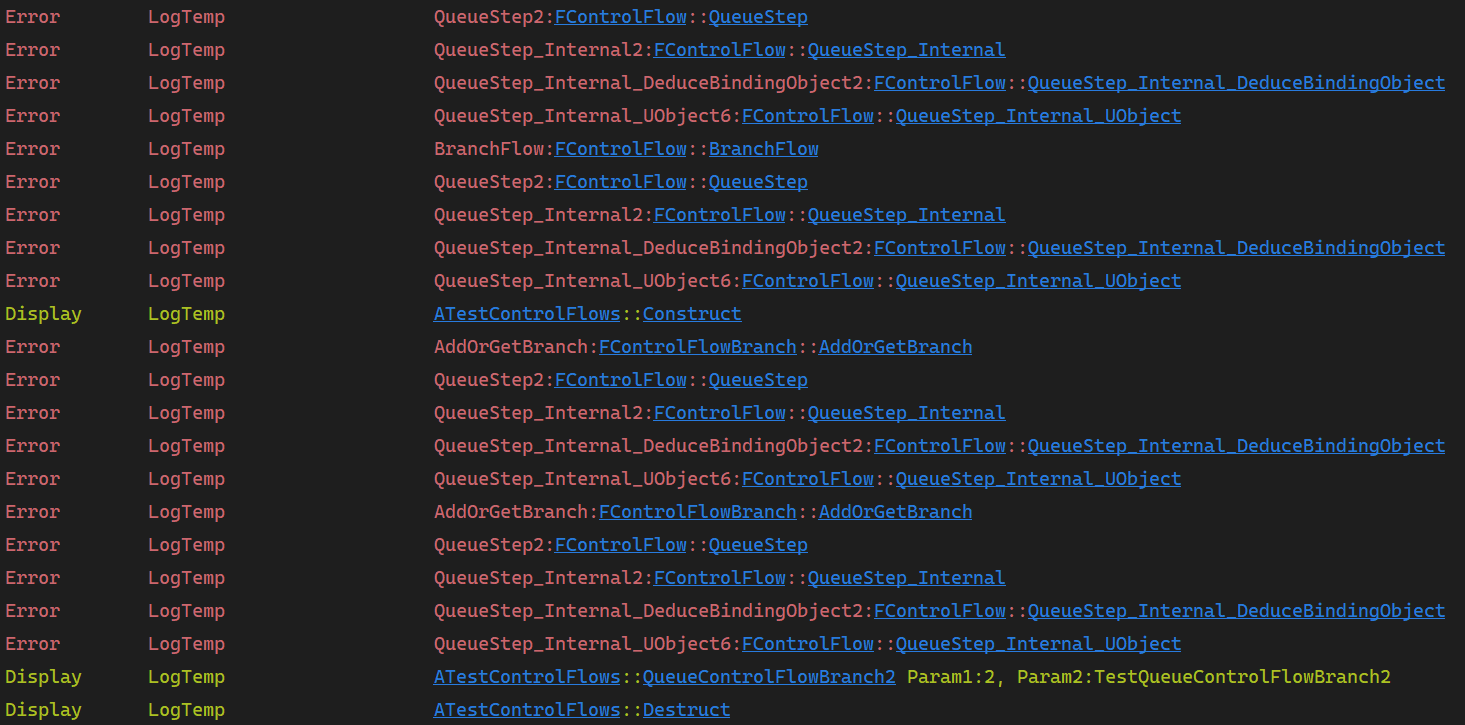 Error LogTemp QueueStep2:FControlFlow::QueueStep
Error LogTemp QueueStep_Internal2:FControlFlow::QueueStep_Internal
Error LogTemp QueueStep_Internal_DeduceBindingObject2:FControlFlow::QueueStep_Internal_DeduceBindingObject
Error LogTemp QueueStep_Internal_UObject6:FControlFlow::QueueStep_Internal_UObject
Error LogTemp BranchFlow:FControlFlow::BranchFlow
Error LogTemp QueueStep2:FControlFlow::QueueStep
Error LogTemp QueueStep_Internal2:FControlFlow::QueueStep_Internal
Error LogTemp QueueStep_Internal_DeduceBindingObject2:FControlFlow::QueueStep_Internal_DeduceBindingObject
Error LogTemp QueueStep_Internal_UObject6:FControlFlow::QueueStep_Internal_UObject
Display LogTemp ATestControlFlows::Construct
Error LogTemp AddOrGetBranch:FControlFlowBranch::AddOrGetBranch
Error LogTemp QueueStep2:FControlFlow::QueueStep
Error LogTemp QueueStep_Internal2:FControlFlow::QueueStep_Internal
Error LogTemp QueueStep_Internal_DeduceBindingObject2:FControlFlow::QueueStep_Internal_DeduceBindingObject
Error LogTemp QueueStep_Internal_UObject6:FControlFlow::QueueStep_Internal_UObject
Error LogTemp AddOrGetBranch:FControlFlowBranch::AddOrGetBranch
Error LogTemp QueueStep2:FControlFlow::QueueStep
Error LogTemp QueueStep_Internal2:FControlFlow::QueueStep_Internal
Error LogTemp QueueStep_Internal_DeduceBindingObject2:FControlFlow::QueueStep_Internal_DeduceBindingObject
Error LogTemp QueueStep_Internal_UObject6:FControlFlow::QueueStep_Internal_UObject
Display LogTemp ATestControlFlows::QueueControlFlowBranch2 Param1:2, Param2:TestQueueControlFlowBranch2
Display LogTemp ATestControlFlows::Destruct